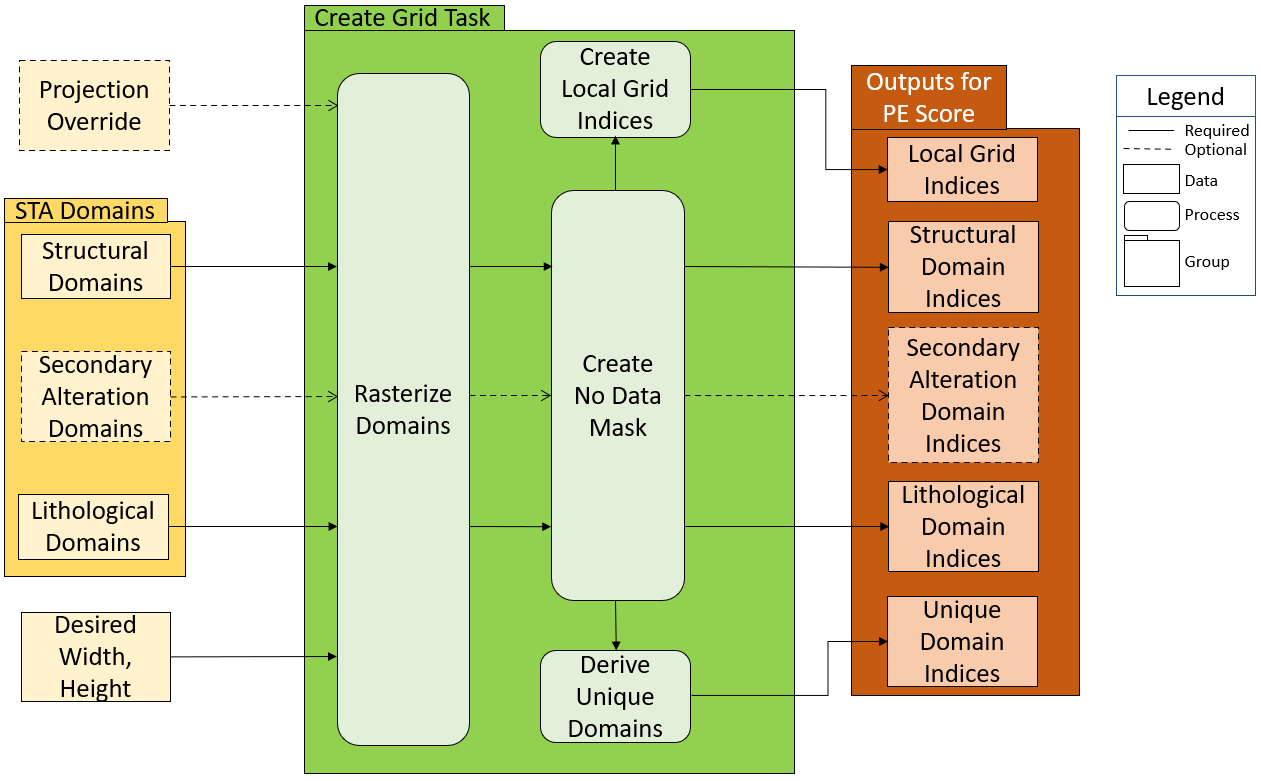 Create Grid Task
Projection
Override
STA Domains
Structural
Domains
Secondary
Alteration
Domains
Lithological
Domains
Desired
Width,
Height
Rasterize
Domains
Create
Local Grid
Indices
Create
No Data
Mask
Derive
Unique
Domains
Outputs for
PE Score
Local Grid
Indices
Structural
Domain
Indices
Secondary
Alteration
Domain
Indices
Lithological
Domain
Indices
Unique
Domain
Indices
Legend
Required
Optional
Data
Process
Group